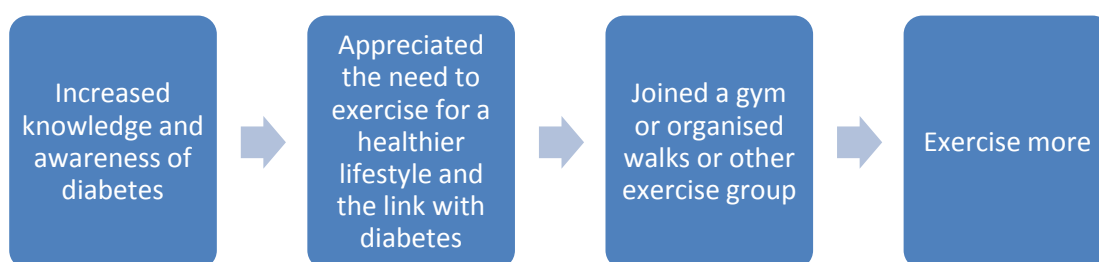 Increased
knowledge and
awareness of
diabetes
Appreciated
the need to
exercise for a
healthier
lifestyle and
the link with
diabetes
Joined a gym
or organised
walks or other
exercise group
Exercise more